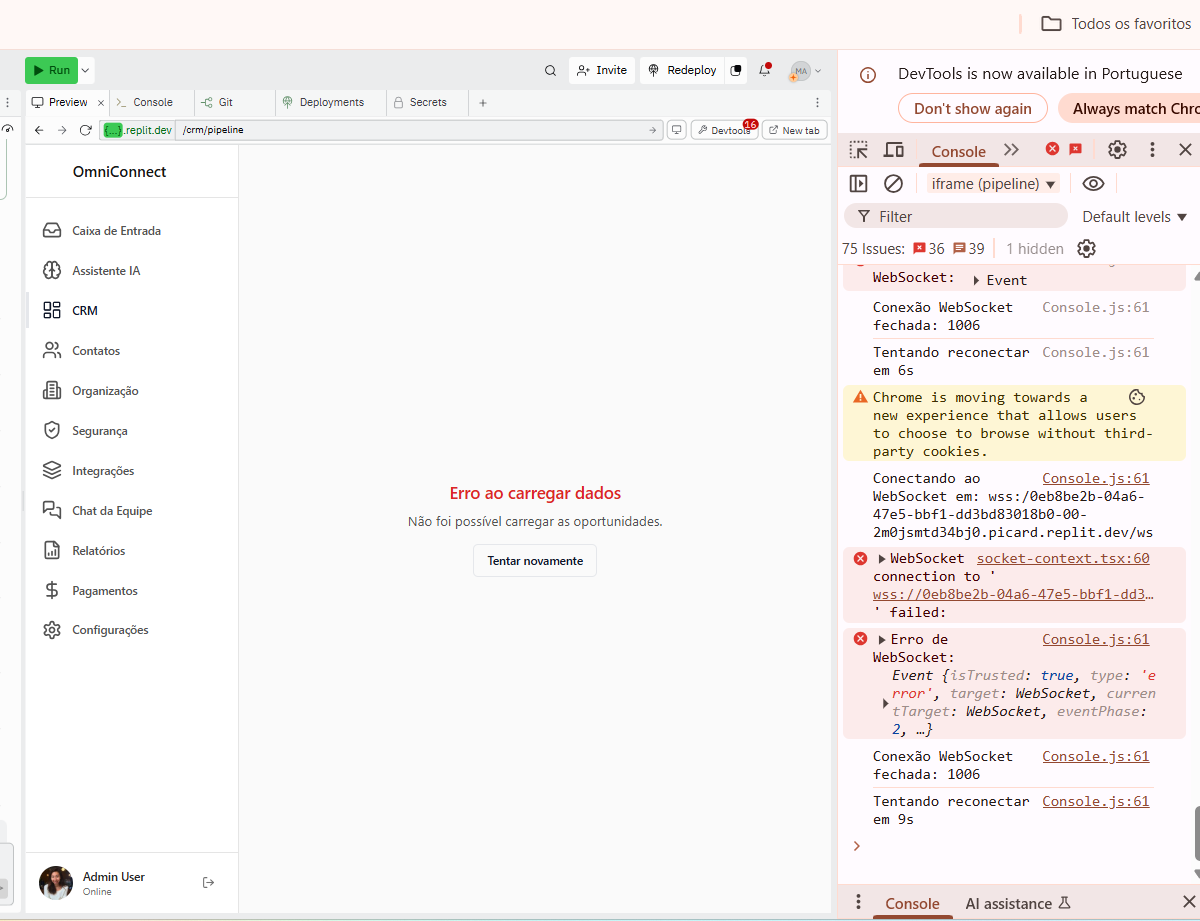 Todos os favoritos
Run
Invite
Redeploy
MA
Preview
Console
Git
Deployments
Secrets
{...}.replit.dev
/crm/pipeline
Devtools
16
New tab
OmniConnect
Caixa de Entrada
Assistente IA
CRM
Contatos
Organização
Segurança
Integrações
Chat da Equipe
Relatórios
Pagamentos
Configurações
Admin User
Online
Erro ao carregar dados
Não foi possível carregar as oportunidades.
Tentar novamente
DevTools is now available in Portuguese
Don't show again
Always match Chro
Console
iframe (pipeline)
Filter
Default levels
75 Issues: 36 39 1 hidden
WebSocket: Event
Conexão WebSocket Console.js:61
fechada: 1006
Tentando reconectar Console.js:61
em 6s
Chrome is moving towards a
new experience that allows users
to choose to browse without third-
party cookies.
Conectando ao Console.js:61
WebSocket em: wss:/0eb8be2b-04a6-
47e5-bbf1-dd3bd83018b0-00-
2m0jsmtd34bj0.picard.replit.dev/ws
WebSocket socket-context.tsx:60
connection to '
wss://0eb8be2b-04a6-47e5-bbf1-dd3…
' failed:
Erro de Console.js:61
WebSocket:
Event {isTrusted: true, type: 'e
rror', target: WebSocket, curren
tTarget: WebSocket, eventPhase:
2, …}
Conexão WebSocket Console.js:61
fechada: 1006
Tentando reconectar Console.js:61
em 9s
Console
AI assistance